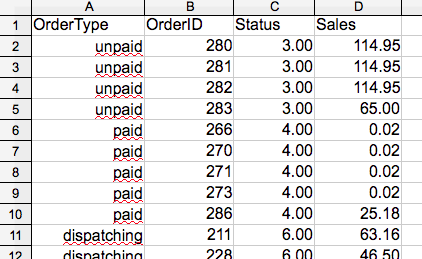 A B C D
1 OrderType OrderID Status Sales
2 unpaid 280 3.00 114.95
3 unpaid 281 3.00 114.95
4 unpaid 282 3.00 114.95
5 unpaid 283 3.00 65.00
6 paid 266 4.00 0.02
7 paid 270 4.00 0.02
8 paid 271 4.00 0.02
9 paid 273 4.00 0.02
10 paid 286 4.00 25.18
11 dispatching 211 6.00 63.16
12 dispatching 228 6.00 46.50